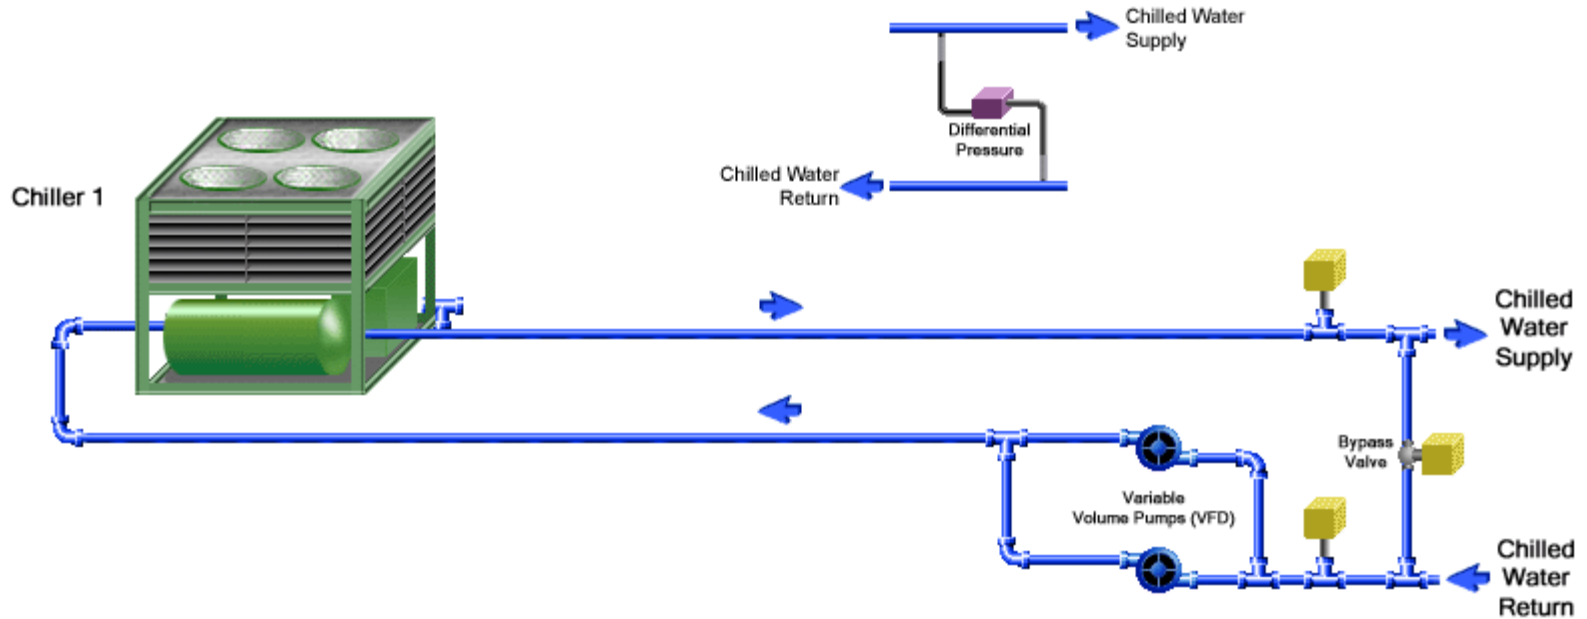 Chilled Water
Supply
Differential
Pressure
Chilled Water
Return
Chiller 1
Chilled
Water
Supply
Bypass
Valve
Variable
Volume Pumps (VFD)
Chilled
Water
Return